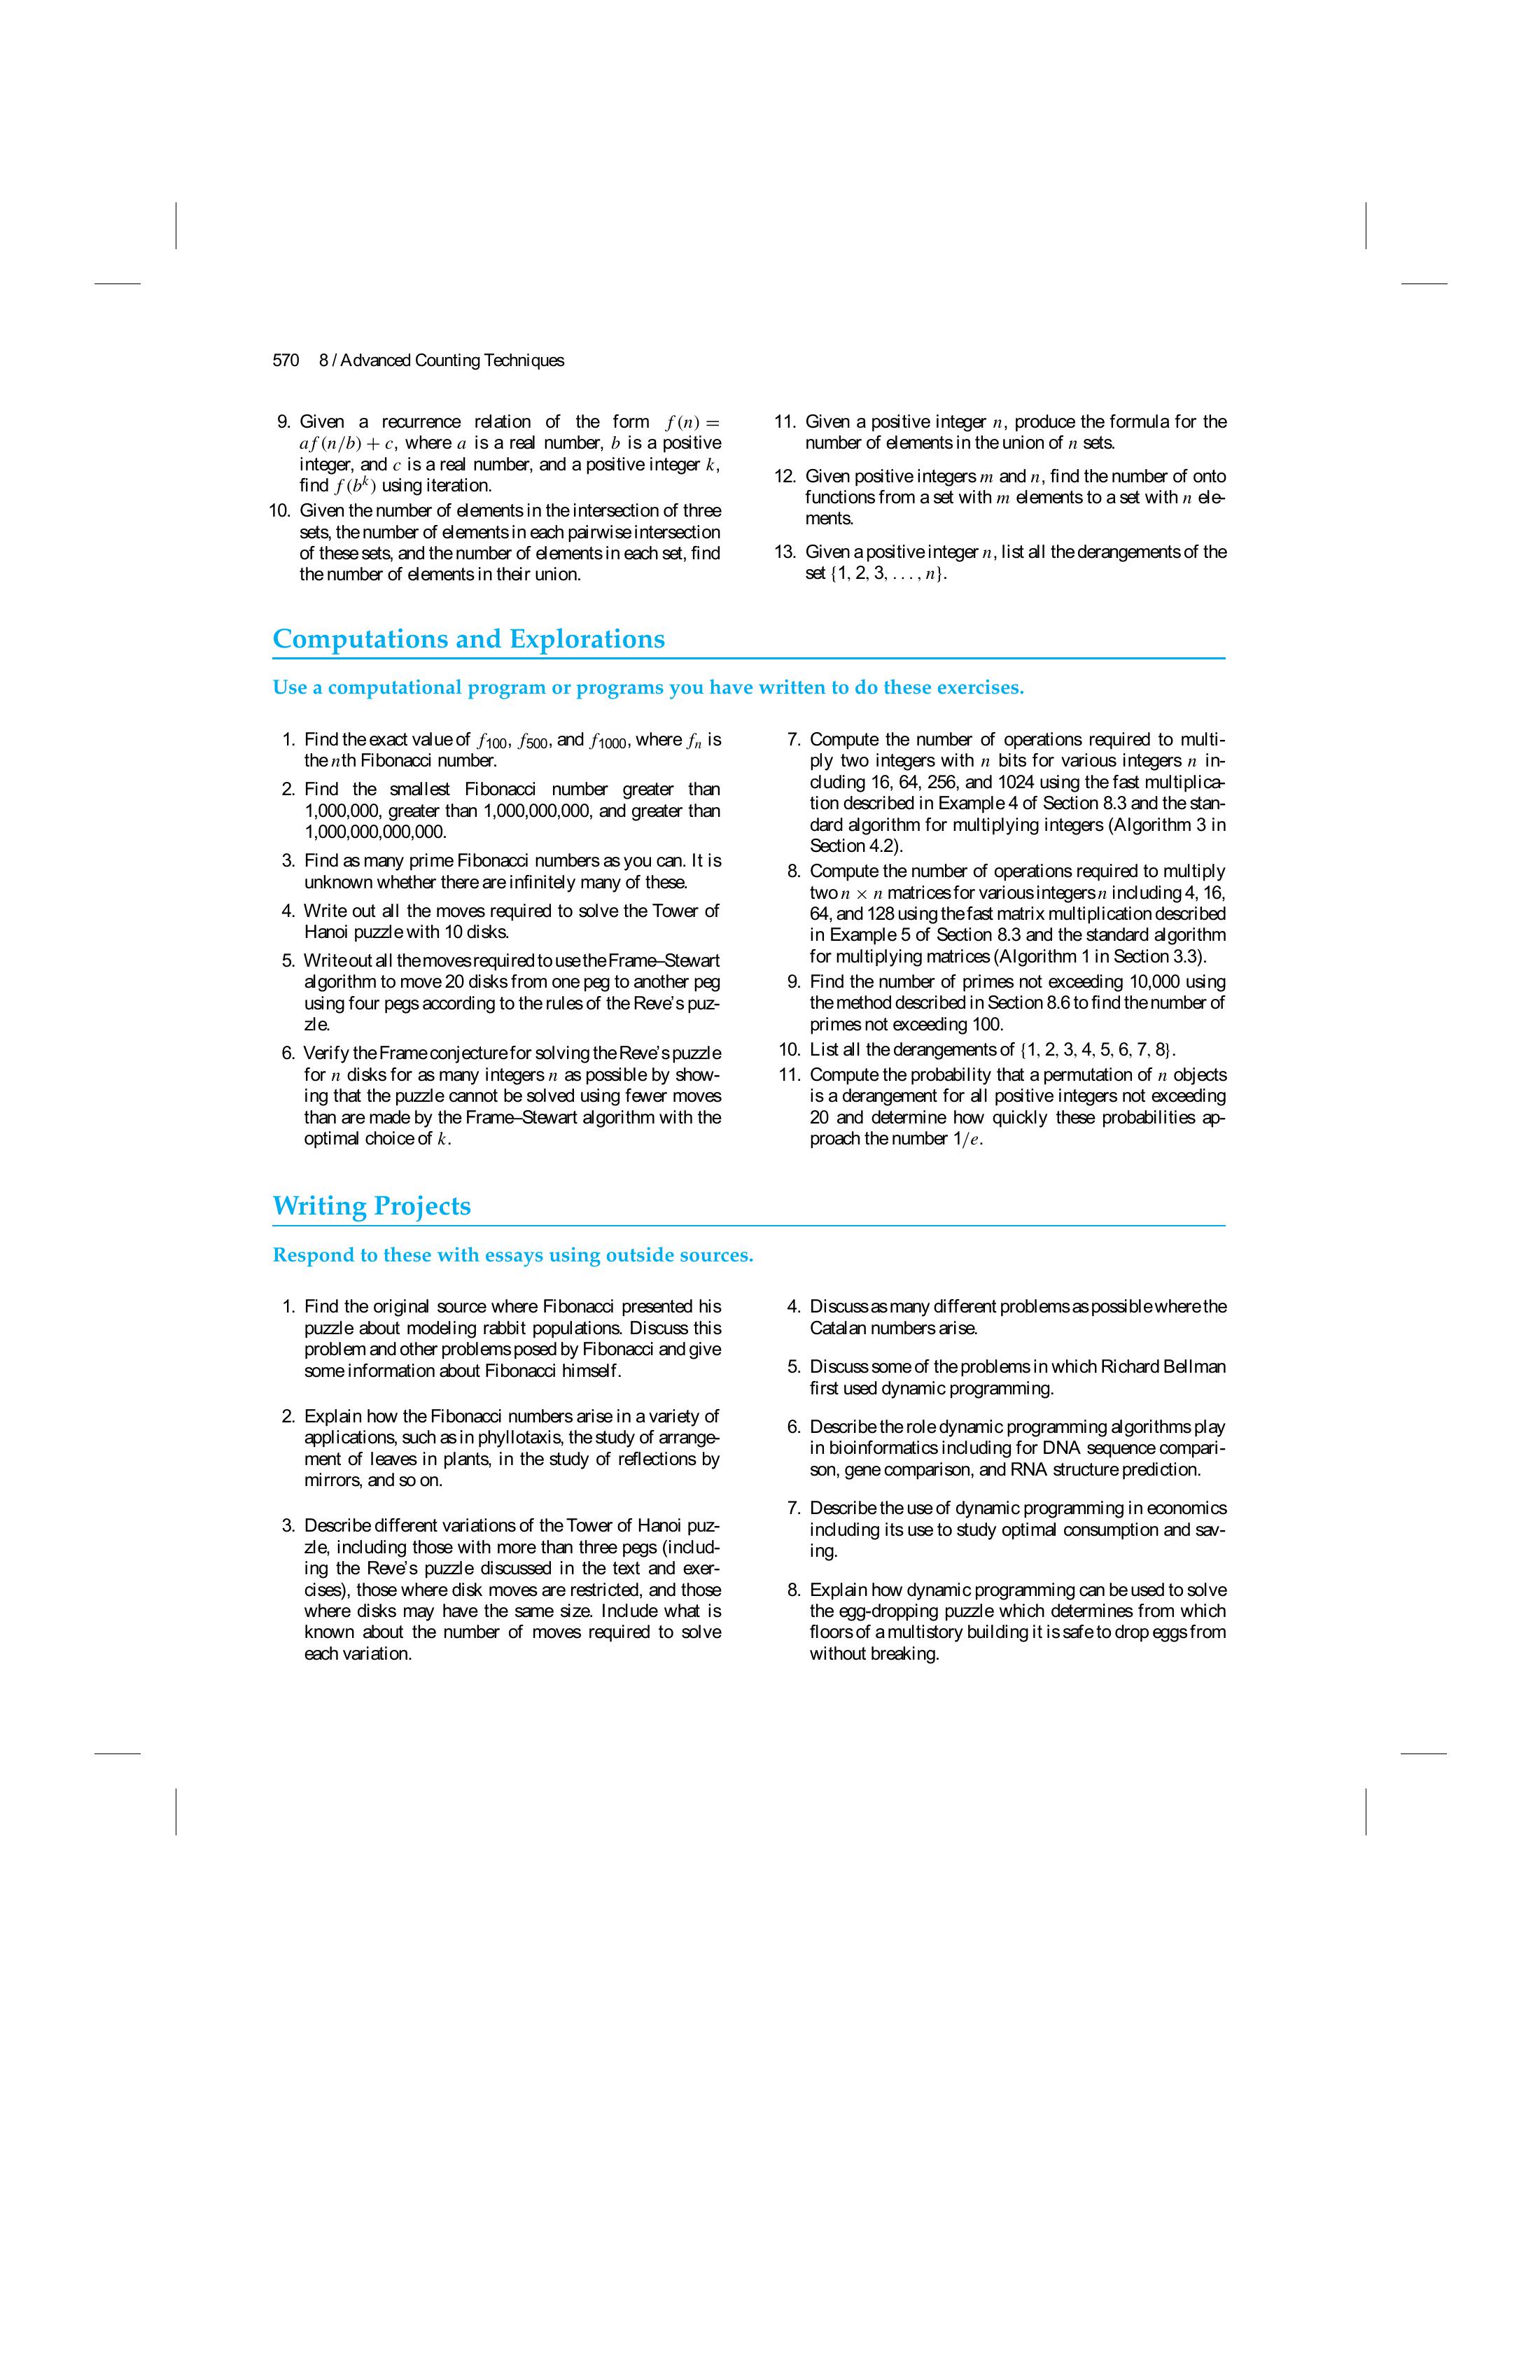 570 8 / Advanced Counting Techniques
9. Given a recurrence relation of the form f(n) =
af(n/b) + c, where a is a real number, b is a positive
integer, and c is a real number, and a positive integer k,
find f(b^k) using iteration.
10. Given the number of elements in the intersection of three
sets, the number of elements in each pairwise intersection
of these sets, and the number of elements in each set, find
the number of elements in their union.
11. Given a positive integer n, produce the formula for the
number of elements in the union of n sets.
12. Given positive integers m and n, find the number of onto
functions from a set with m elements to a set with n ele-
ments.
13. Given a positive integer n, list all the derangements of the
set {1, 2, 3, . . . , n}.
Computations and Explorations
Use a computational program or programs you have written to do these exercises.
1. Find the exact value of f100, f500, and f1000, where fn is
the nth Fibonacci number.
2. Find the smallest Fibonacci number greater than
1,000,000, greater than 1,000,000,000, and greater than
1,000,000,000,000.
3. Find as many prime Fibonacci numbers as you can. It is
unknown whether there are infinitely many of these.
4. Write out all the moves required to solve the Tower of
Hanoi puzzle with 10 disks.
5. Write out all the moves required to use the Frame–Stewart
algorithm to move 20 disks from one peg to another peg
using four pegs according to the rules of the Reve's puz-
zle.
6. Verify the Frame conjecture for solving the Reve's puzzle
for n disks for as many integers n as possible by show-
ing that the puzzle cannot be solved using fewer moves
than are made by the Frame–Stewart algorithm with the
optimal choice of k.
7. Compute the number of operations required to multi-
ply two integers with n bits for various integers n in-
cluding 16, 64, 256, and 1024 using the fast multiplica-
tion described in Example 4 of Section 8.3 and the stan-
dard algorithm for multiplying integers (Algorithm 3 in
Section 4.2).
8. Compute the number of operations required to multiply
two n × n matrices for various integers n including 4, 16,
64, and 128 using the fast matrix multiplication described
in Example 5 of Section 8.3 and the standard algorithm
for multiplying matrices (Algorithm 1 in Section 3.3).
9. Find the number of primes not exceeding 10,000 using
the method described in Section 8.6 to find the number of
primes not exceeding 100.
10. List all the derangements of {1, 2, 3, 4, 5, 6, 7, 8}.
11. Compute the probability that a permutation of n objects
is a derangement for all positive integers not exceeding
20 and determine how quickly these probabilities ap-
proach the number 1/e.
Writing Projects
Respond to these with essays using outside sources.
1. Find the original source where Fibonacci presented his
puzzle about modeling rabbit populations. Discuss this
problem and other problems posed by Fibonacci and give
some information about Fibonacci himself.
2. Explain how the Fibonacci numbers arise in a variety of
applications, such as in phyllotaxis, the study of arrange-
ment of leaves in plants, in the study of reflections by
mirrors, and so on.
3. Describe different variations of the Tower of Hanoi puz-
zle, including those with more than three pegs (includ-
ing the Reve's puzzle discussed in the text and exer-
cises), those where disk moves are restricted, and those
where disks may have the same size. Include what is
known about the number of moves required to solve
each variation.
4. Discuss as many different problems as possible where the
Catalan numbers arise.
5. Discuss some of the problems in which Richard Bellman
first used dynamic programming.
6. Describe the role dynamic programming algorithms play
in bioinformatics including for DNA sequence compari-
son, gene comparison, and RNA structure prediction.
7. Describe the use of dynamic programming in economics
including its use to study optimal consumption and sav-
ing.
8. Explain how dynamic programming can be used to solve
the egg-dropping puzzle which determines from which
floors of a multistory building it is safe to drop eggs from
without breaking.